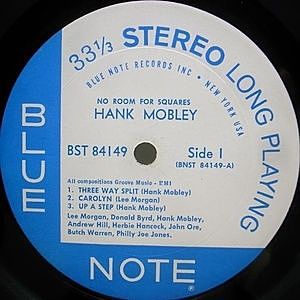 33⅓ STEREO LONG PLAYING
BLUE NOTE RECORDS INC • NEW YORK USA
NO ROOM FOR SQUARES
HANK MOBLEY
BST 84149 Side 1
(BNST 84149-A)
All compositions Groove Music - BMI
1. THREE WAY SPLIT (Hank Mobley)
2. CAROLYN (Lee Morgan)
3. UP A STEP (Hank Mobley)
Lee Morgan, Donald Byrd, Hank Mobley,
Andrew Hill, Herbie Hancock, John Ore,
Butch Warren, Philly Joe Jones.
BLUE
NOTE